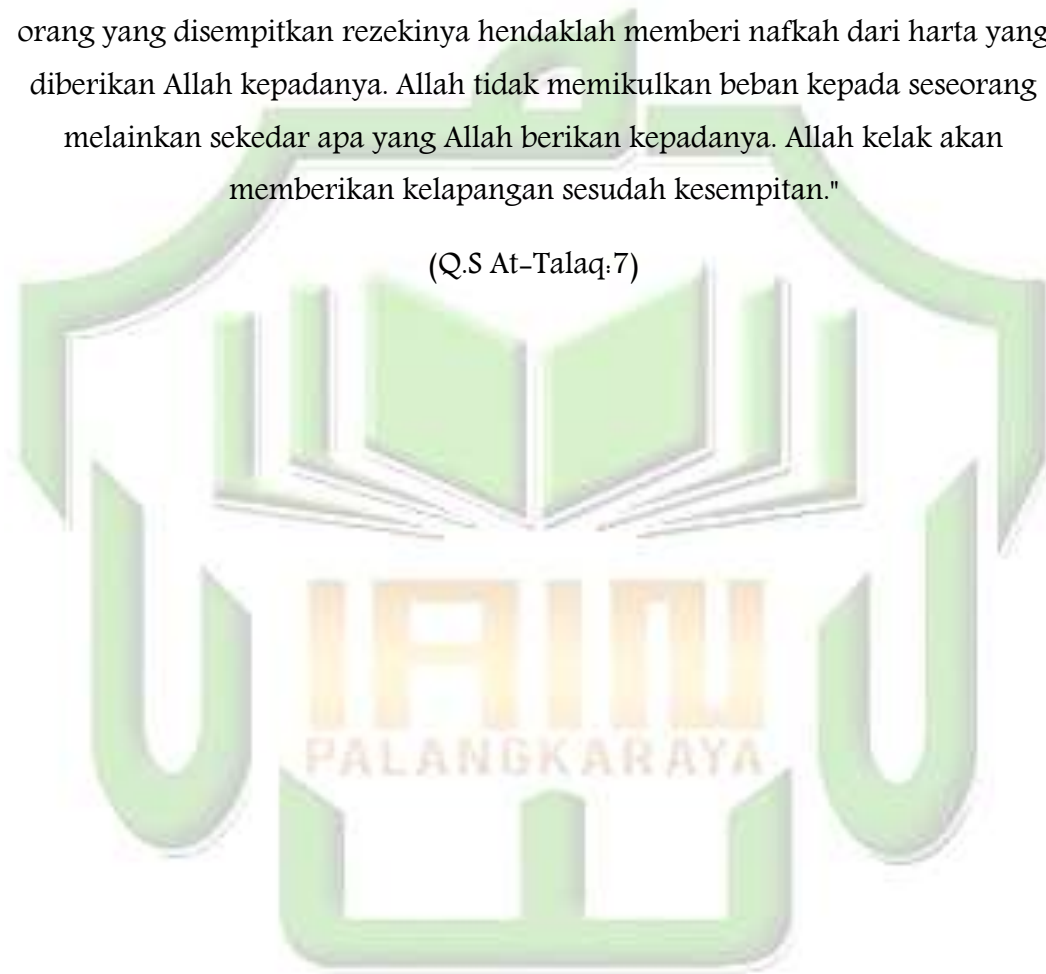 orang yang disempitkan rezekinya hendaklah memberi nafkah dari harta yang
diberikan Allah kepadanya. Allah tidak memikulkan beban kepada seseorang
melainkan sekedar apa yang Allah berikan kepadanya. Allah kelak akan
memberikan kelapangan sesudah kesempitan."
(Q.S At-Talaq:7)
IAIN
PALANGKARAYA